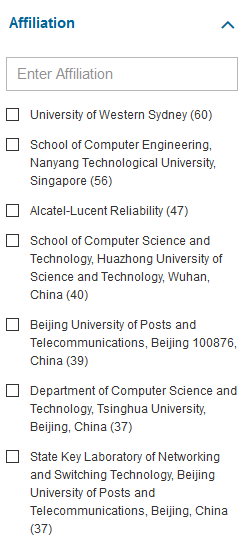 Affiliation
Enter Affiliation
University of Western Sydney (60)
School of Computer Engineering,
Nanyang Technological University,
Singapore (56)
Alcatel-Lucent Reliability (47)
School of Computer Science and
Technology, Huazhong University of
Science and Technology, Wuhan,
China (40)
Beijing University of Posts and
Telecommunications, Beijing 100876,
China (39)
Department of Computer Science and
Technology, Tsinghua University,
Beijing, China (37)
State Key Laboratory of Networking
and Switching Technology, Beijing
University of Posts and
Telecommunications, Beijing, China
(37)